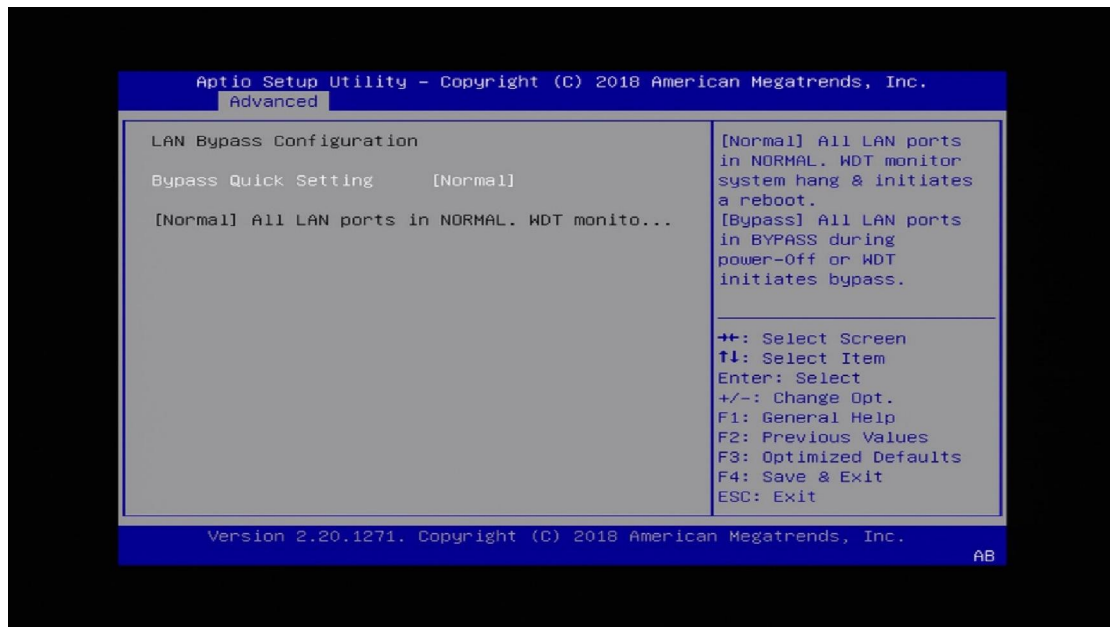 Aptio Setup Utility – Copyright (C) 2018 American Megatrends, Inc.
Advanced
LAN Bypass Configuration
Bypass Quick Setting [Normal]
[Normal] All LAN ports in NORMAL. WDT monito...
[Normal] All LAN ports
in NORMAL. WDT monitor
system hang & initiates
a reboot.
[Bypass] All LAN ports
in BYPASS during
power-Off or WDT
initiates bypass.
→←: Select Screen
↑↓: Select Item
Enter: Select
+/-: Change Opt.
F1: General Help
F2: Previous Values
F3: Optimized Defaults
F4: Save & Exit
ESC: Exit
Version 2.20.1271. Copyright (C) 2018 American Megatrends, Inc.
AB